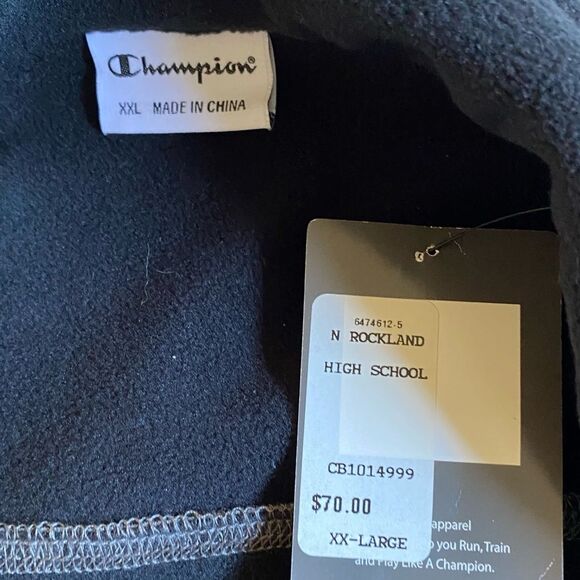 Champion®
XXL MADE IN CHINA
6474612-5
N ROCKLAND
HIGH SCHOOL
CB1014999
$70.00
XX-LARGE
apparel
you Run, Train
and Play Like A Champion.